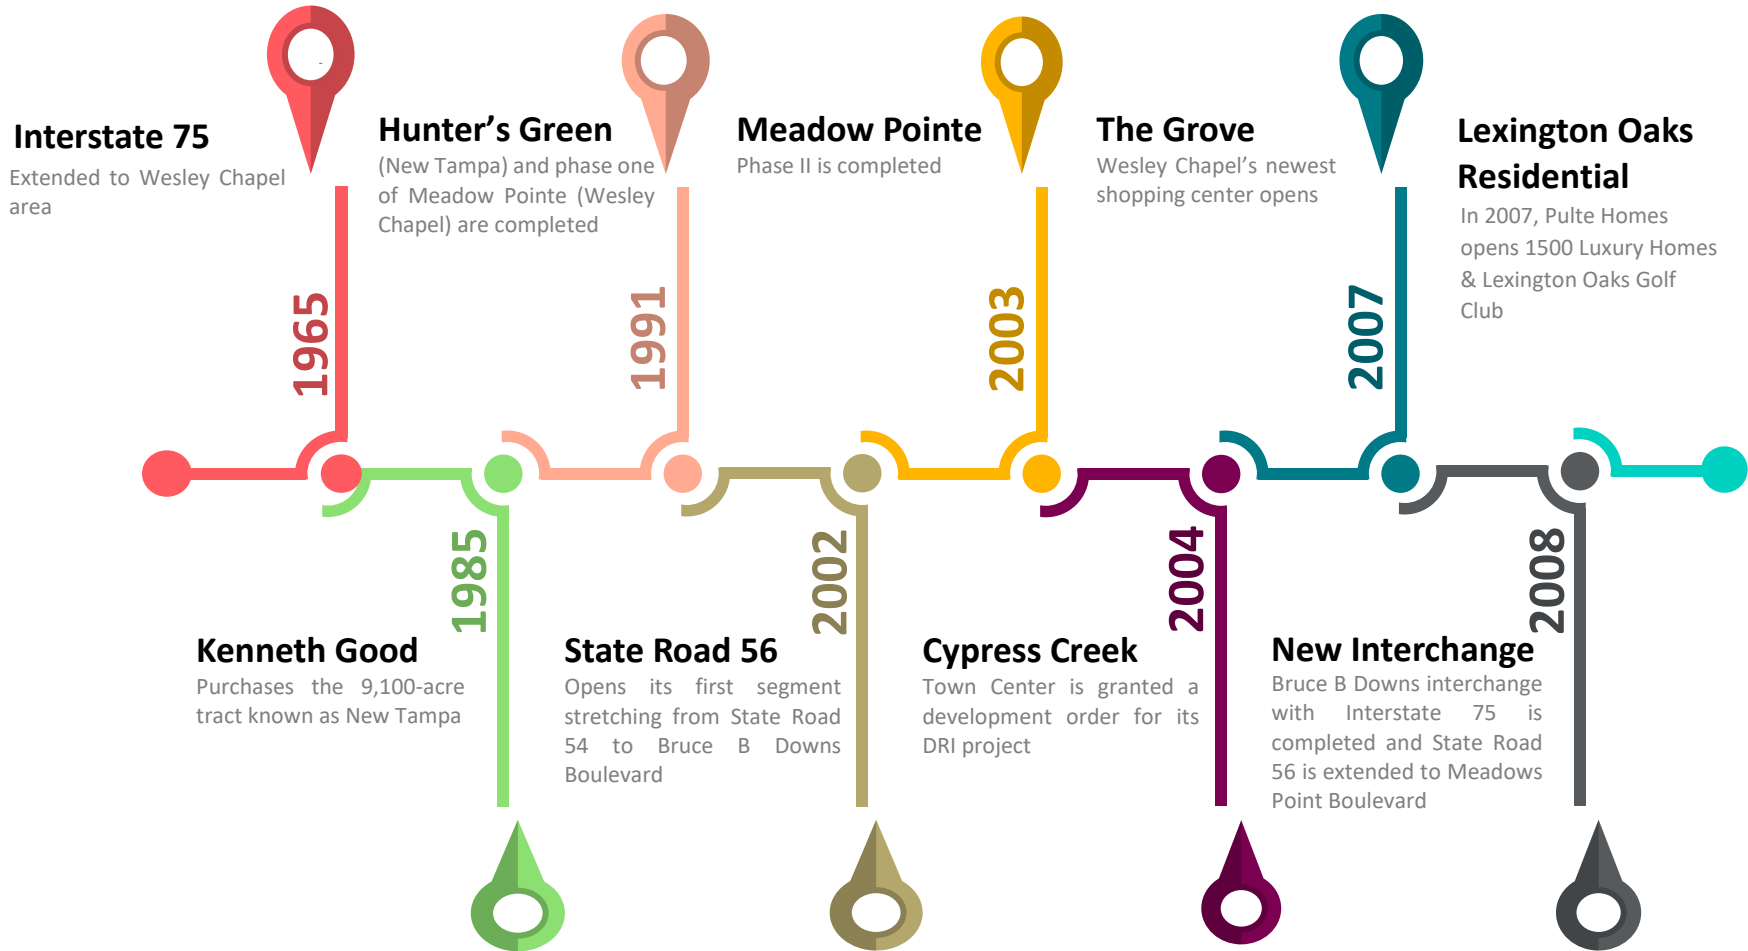 Interstate 75
Extended to Wesley Chapel
area
1965
Hunter’s Green
(New Tampa) and phase one
of Meadow Pointe (Wesley
Chapel) are completed
1991
Meadow Pointe
Phase II is completed
2003
The Grove
Wesley Chapel’s newest
shopping center opens
2007
Lexington Oaks
Residential
In 2007, Pulte Homes
opens 1500 Luxury Homes
& Lexington Oaks Golf
Club
1985
Kenneth Good
Purchases the 9,100-acre
tract known as New Tampa
2002
State Road 56
Opens its first segment
stretching from State Road
54 to Bruce B Downs
Boulevard
2004
Cypress Creek
Town Center is granted a
development order for its
DRI project
2008
New Interchange
Bruce B Downs interchange
with Interstate 75 is
completed and State Road
56 is extended to Meadows
Point Boulevard